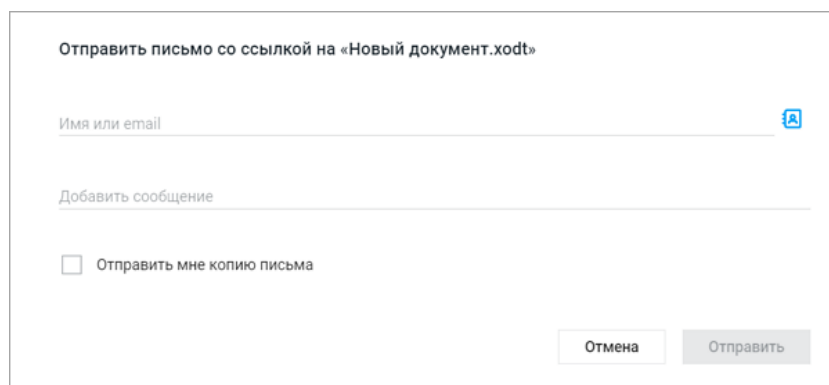 Отправить письмо со ссылкой на «Новый документ.xodt»
Имя или email
Добавить сообщение
Отправить мне копию письма
Отмена
Отправить